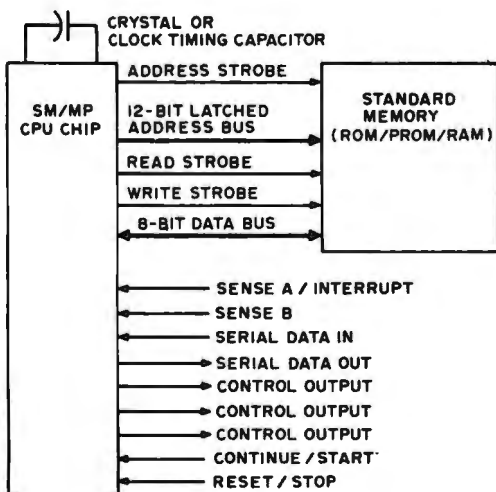 CRYSTAL OR
CLOCK TIMING CAPACITOR
SM/MP
CPU CHIP
ADDRESS STROBE
12-BIT LATCHED
ADDRESS BUS
READ STROBE
WRITE STROBE
8-BIT DATA BUS
STANDARD
MEMORY
(ROM/PROM/RAM)
SENSE A / INTERRUPT
SENSE B
SERIAL DATA IN
SERIAL DATA OUT
CONTROL OUTPUT
CONTROL OUTPUT
CONTROL OUTPUT
CONTINUE/START
RESET/STOP